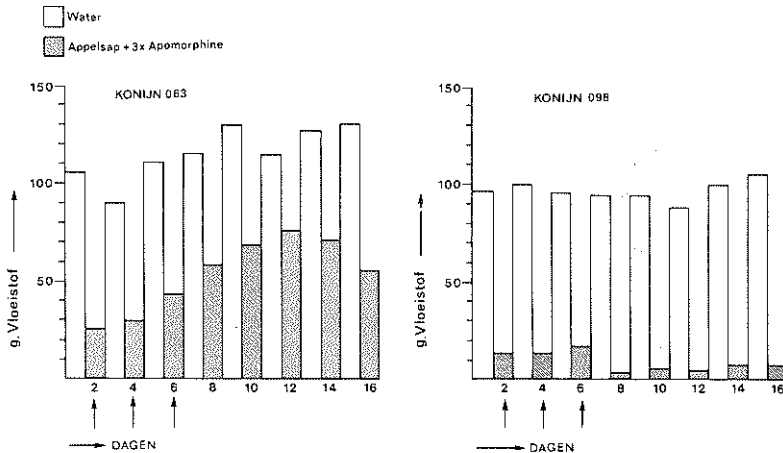 Water
Appelsap + 3x Apomorphine
150
KONIJN 063
100
50
g. Vloeistof
2 4 6 8 10 12 14 16
DAGEN
150
KONIJN 098
100
50
g. Vloeistof
2 4 6 8 10 12 14 16
DAGEN